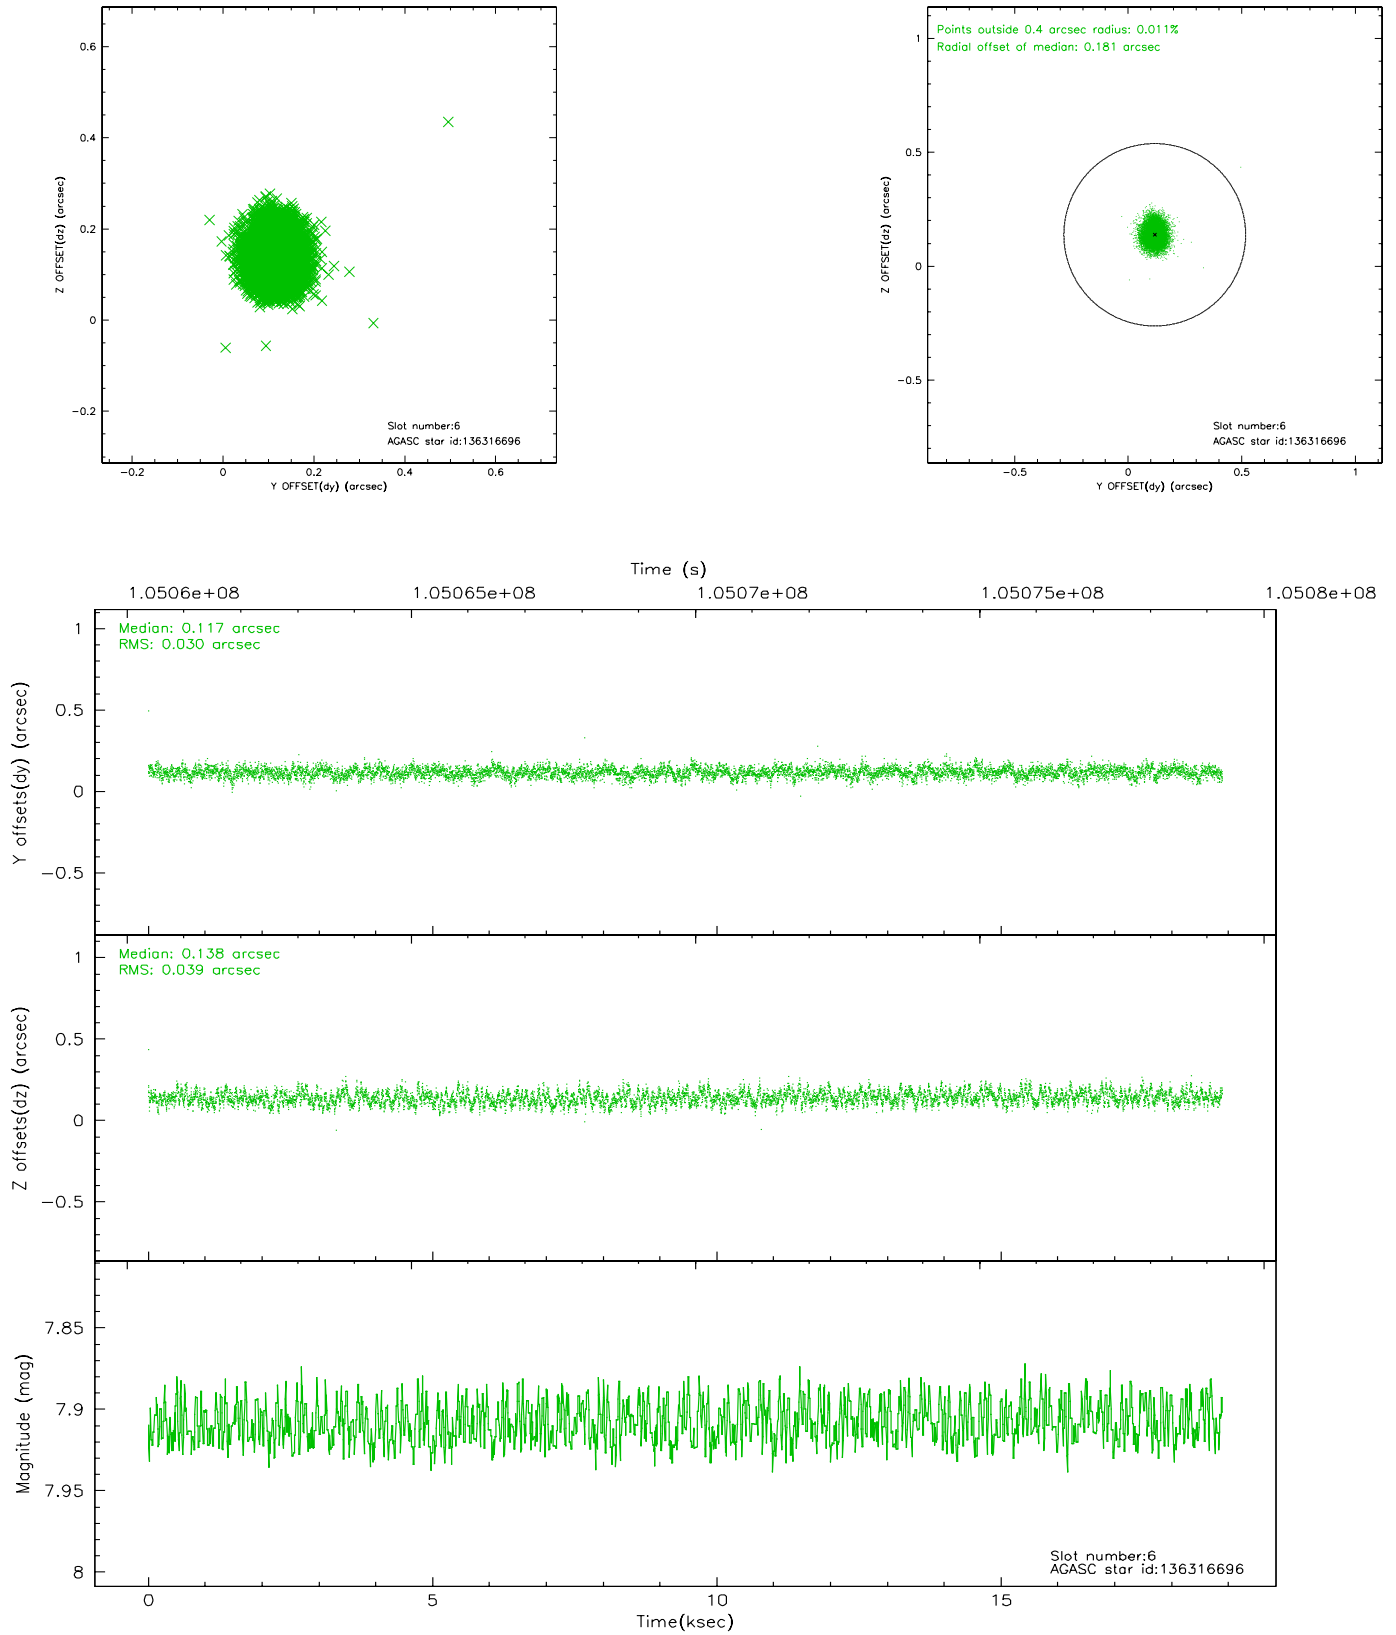 0.6
0.4
0.2
0
−0.2
Z OFFSET(dz) (arcsec)
Slot number:6
AGASC star id:136316696
−0.2 0 0.2 0.4 0.6
Y OFFSET(dy) (arcsec)
Points outside 0.4 arcsec radius: 0.011%
Radial offset of median: 0.181 arcsec
1
0.5
0
−0.5
Z OFFSET(dz) (arcsec)
Slot number:6
AGASC star id:136316696
−0.5 0 0.5 1
Y OFFSET(dy) (arcsec)
Time (s)
1.0506e+08 1.05065e+08 1.0507e+08 1.05075e+08 1.0508e+08
Median: 0.117 arcsec
RMS: 0.030 arcsec
1
0.5
0
−0.5
Y offsets(dy) (arcsec)
Median: 0.138 arcsec
RMS: 0.039 arcsec
1
0.5
0
−0.5
Z offsets(dz) (arcsec)
7.85
7.9
7.95
8
Magnitude (mag)
Slot number:6
AGASC star id:136316696
0 5 10 15
Time(ksec)